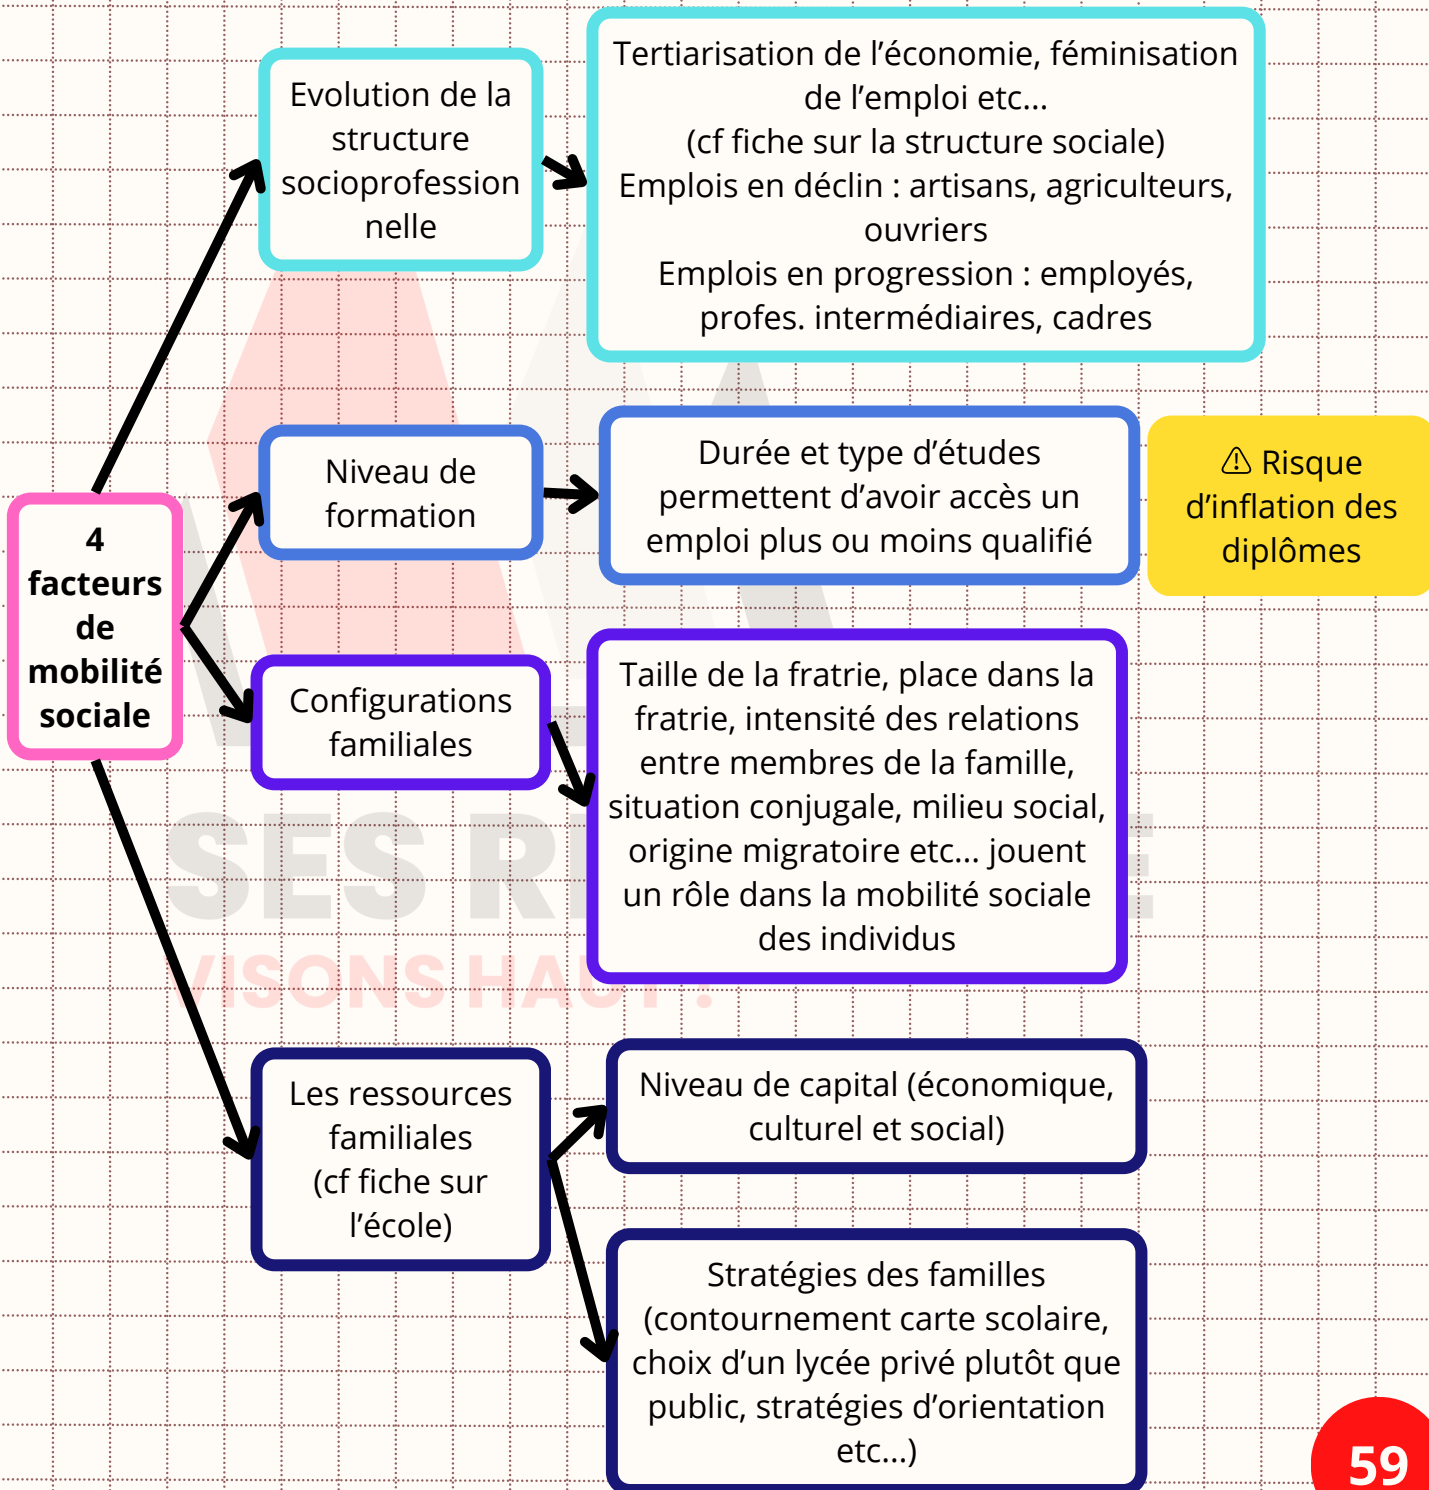 4
facteurs
de
mobilité
sociale
Evolution de la
structure
socioprofession
nelle
Tertiarisation de l’économie, féminisation
de l’emploi etc...
(cf fiche sur la structure sociale)
Emplois en déclin : artisans, agriculteurs,
ouvriers
Emplois en progression : employés,
profes. intermédiaires, cadres
Niveau de
formation
Durée et type d’études
permettent d’avoir accès un
emploi plus ou moins qualifié
⚠ Risque
d’inflation des
diplômes
Configurations
familiales
Taille de la fratrie, place dans la
fratrie, intensité des relations
entre membres de la famille,
situation conjugale, milieu social,
origine migratoire etc... jouent
un rôle dans la mobilité sociale
des individus
SES
VISONS HAUT !
Les ressources
familiales
(cf fiche sur
l’école)
Niveau de capital (économique,
culturel et social)
Stratégies des familles
(contournement carte scolaire,
choix d’un lycée privé plutôt que
public, stratégies d’orientation
etc...)
59